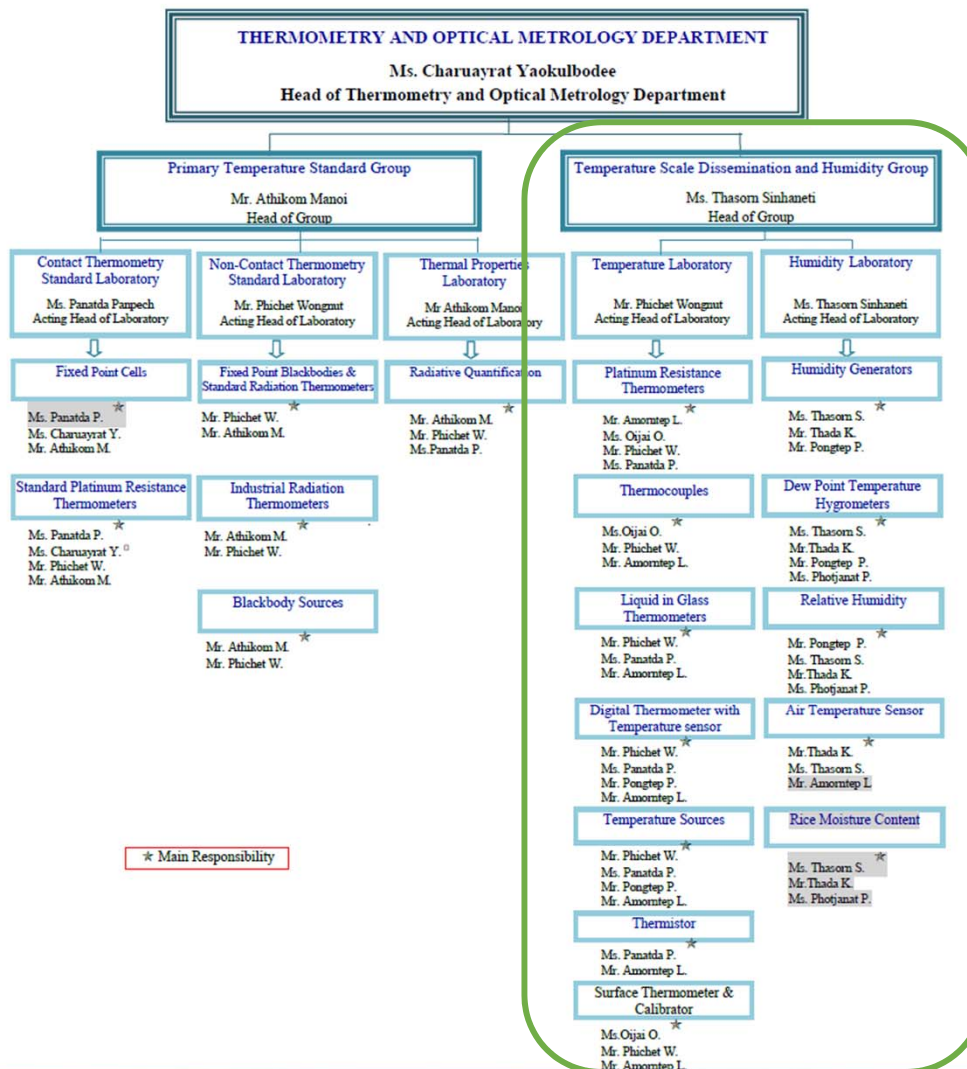 THERMOMETRY AND OPTICAL METROLOGY DEPARTMENT
Ms. Charuayrat Yaokulbodee
Head of Thermometry and Optical Metrology Department
Primary Temperature Standard Group
Mr. Athikom Manoi
Head of Group
Temperature Scale Dissemination and Humidity Group
Ms. Thasorn Sinhaneti
Head of Group
Contact Thermometry
Standard Laboratory
Ms. Panatda Panpech
Acting Head of Laboratory
Non-Contact Thermometry
Standard Laboratory
Mr. Phichet Wongnut
Acting Head of Laboratory
Thermal Properties
Laboratory
Mr Athikom Manoi
Acting Head of Laboratory
Temperature Laboratory
Mr. Phichet Wongnut
Acting Head of Laboratory
Humidity Laboratory
Ms. Thasorn Sinhaneti
Acting Head of Laboratory
Fixed Point Cells
Ms. Panatda P.
Ms. Charuayrat Y.
Mr. Athikom M.
Standard Platinum Resistance
Thermometers
Ms. Panatda P.
Ms. Charuayrat Y.
Mr. Phichet W.
Mr. Athikom M.
Fixed Point Blackbodies &
Standard Radiation Thermometers
Mr. Phichet W.
Mr. Athikom M.
Industrial Radiation
Thermometers
Mr. Athikom M.
Mr. Phichet W.
Blackbody Sources
Mr. Athikom M.
Mr. Phichet W.
Radiative Quantification
Mr. Athikom M.
Mr. Phichet W.
Ms.Panatda P.
Platinum Resistance
Thermometers
Mr. Amorntep L.
Ms. Oijai O.
Mr. Phichet W.
Ms. Panatda P.
Thermocouples
Ms.Oijai O.
Mr. Phichet W.
Mr. Amorntep L.
Liquid in Glass
Thermometers
Mr. Phichet W.
Ms. Panatda P.
Mr. Amorntep L.
Digital Thermometer with
Temperature sensor
Mr. Phichet W.
Ms. Panatda P.
Mr. Pongtep P.
Mr. Amorntep L.
Temperature Sources
Mr. Phichet W.
Ms. Panatda P.
Mr. Pongtep P.
Mr. Amorntep L.
Thermistor
Ms. Panatda P.
Mr. Amorntep L.
Surface Thermometer &
Calibrator
Ms.Oijai O.
Mr. Phichet W.
Mr. Amorntep L.
Humidity Generators
Ms. Thasorn S.
Mr. Thada K.
Mr. Pongtep P.
Dew Point Temperature
Hygrometers
Ms. Thasorn S.
Mr.Thada K.
Mr. Pongtep P.
Ms. Photjanat P.
Relative Humidity
Mr. Pongtep P.
Ms. Thasorn S.
Mr.Thada K.
Ms. Photjanat P.
Air Temperature Sensor
Mr.Thada K.
Ms. Thasorn S.
Mr. Amorntep L
Rice Moisture Content
Ms. Thasorn S.
Mr.Thada K.
Ms. Photjanat P.
★ Main Responsibility